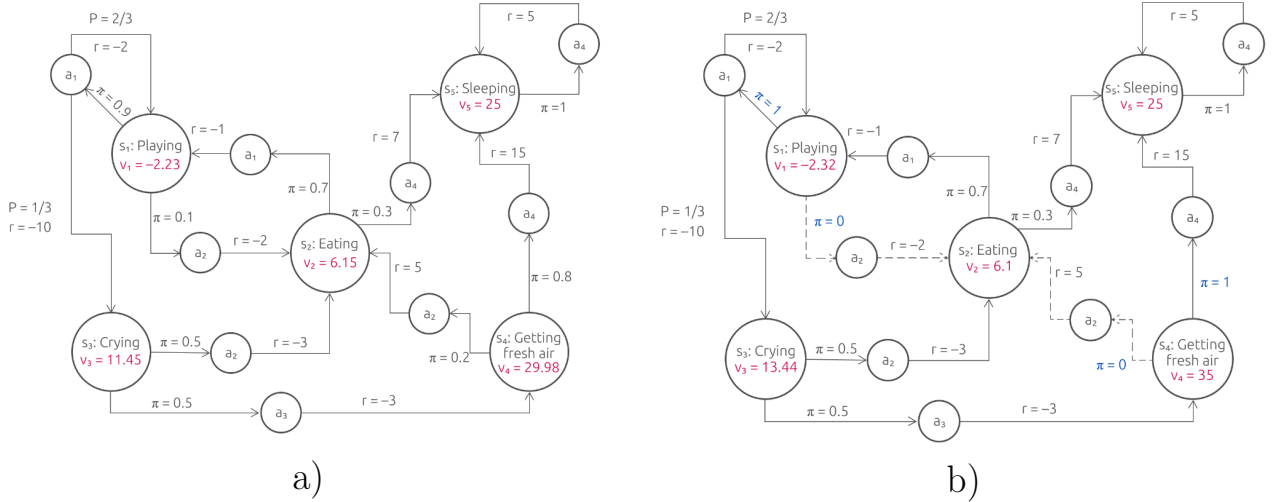 P = 2/3
r = −2
a₁
π = 0.9
s₁: Playing
v₁ = −2.23
r = −1
a₁
π = 0.7
P = 1/3
r = −10
π = 0.1
a₂
r = −2
s₂: Eating
v₂ = 6.15
π = 0.3
a₄
r = 7
s₅: Sleeping
v₅ = 25
r = 5
a₄
π =1
r = 15
a₄
π = 0.8
r = 5
a₂
π = 0.2
s₄: Getting
fresh air
v₄ = 29.98
s₃: Crying
v₃ = 11.45
π = 0.5
a₂
r = −3
π = 0.5
a₃
r = −3
a)
P = 2/3
r = −2
a₁
π = 1
s₁: Playing
v₁ = −2.32
r = −1
a₁
π = 0.7
P = 1/3
r = −10
π = 0
a₂
r = −2
s₂: Eating
v₂ = 6.1
π = 0.3
a₄
r = 7
s₅: Sleeping
v₅ = 25
r = 5
a₄
π =1
r = 15
a₄
π = 1
r = 5
a₂
π = 0
s₄: Getting
fresh air
v₄ = 35
s₃: Crying
v₃ = 13.44
π = 0.5
a₂
r = −3
π = 0.5
a₃
r = −3
b)